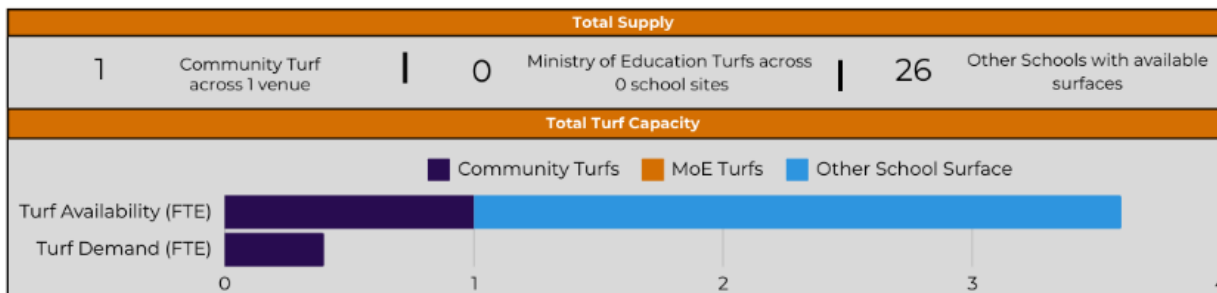 Total Supply
1 Community Turf across 1 venue
0 Ministry of Education Turfs across 0 school sites
26 Other Schools with available surfaces
Total Turf Capacity
Community Turfs MoE Turfs Other School Surface
Turf Availability (FTE)
Turf Demand (FTE)
0 1 2 3 4